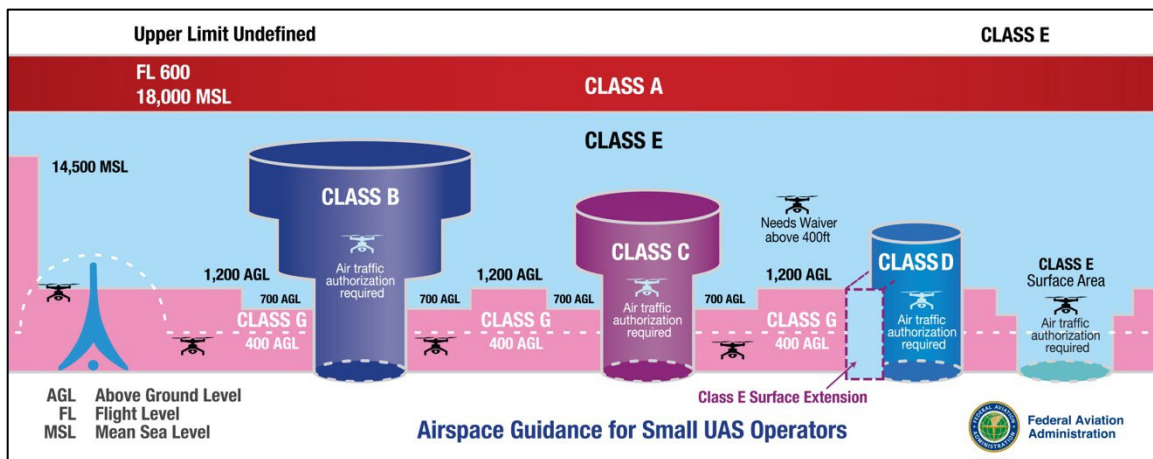 Upper Limit Undefined
CLASS E
FL 600
18,000 MSL
CLASS A
CLASS E
14,500 MSL
CLASS B
Air traffic
authorization
required
CLASS C
Air traffic
authorization
required
Needs Waiver
above 400ft
CLASS D
Air traffic
authorization
required
CLASS E
Surface Area
Air traffic
authorization
required
1,200 AGL
1,200 AGL
1,200 AGL
700 AGL
700 AGL
700 AGL
700 AGL
CLASS G
400 AGL
CLASS G
400 AGL
CLASS G
400 AGL
Class E Surface Extension
AGL Above Ground Level
FL Flight Level
MSL Mean Sea Level
Airspace Guidance for Small UAS Operators
Federal Aviation
Administration